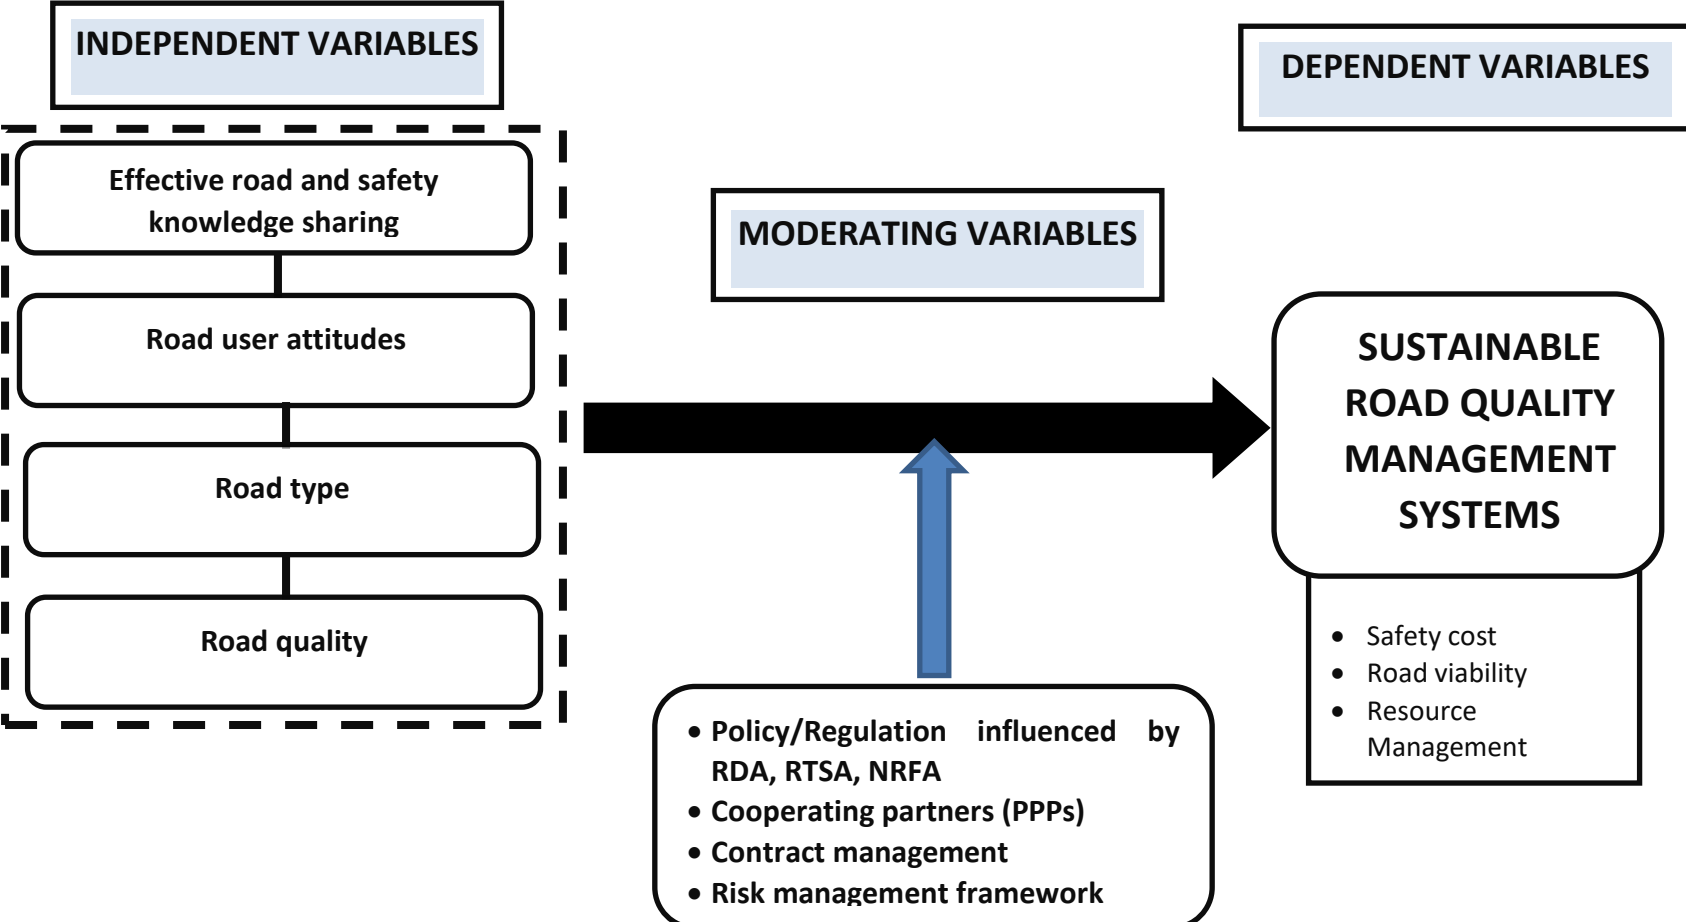 INDEPENDENT VARIABLES
Effective road and safety
knowledge sharing
Road user attitudes
Road type
Road quality
MODERATING VARIABLES
• Policy/Regulation influenced by
RDA, RTSA, NRFA
• Cooperating partners (PPPs)
• Contract management
• Risk management framework
DEPENDENT VARIABLES
SUSTAINABLE
ROAD QUALITY
MANAGEMENT
SYSTEMS
• Safety cost
• Road viability
• Resource
Management